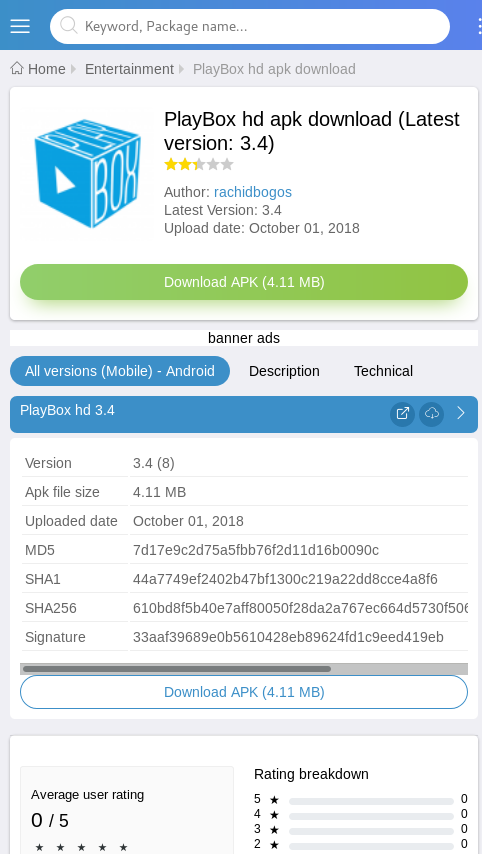 Keyword, Package name...
Home Entertainment PlayBox hd apk download
PLAY
BOX
PlayBox hd apk download (Latest
version: 3.4)
Author: rachidbogos
Latest Version: 3.4
Upload date: October 01, 2018
Download APK (4.11 MB)
banner ads
All versions (Mobile) - Android Description Technical
PlayBox hd 3.4
Version 3.4 (8)
Apk file size 4.11 MB
Uploaded date October 01, 2018
MD5 7d17e9c2d75a5fbb76f2d11d16b0090c
SHA1 44a7749ef2402b47bf1300c219a22dd8cce4a8f6
SHA256 610bd8f5b40e7aff80050f28da2a767ec664d5730f506
Signature 33aaf39689e0b5610428eb89624fd1c9eed419eb
Download APK (4.11 MB)
Average user rating
0 / 5
★ ★ ★ ★ ★
Rating breakdown
5 ★ 0
4 ★ 0
3 ★ 0
2 ★ 0